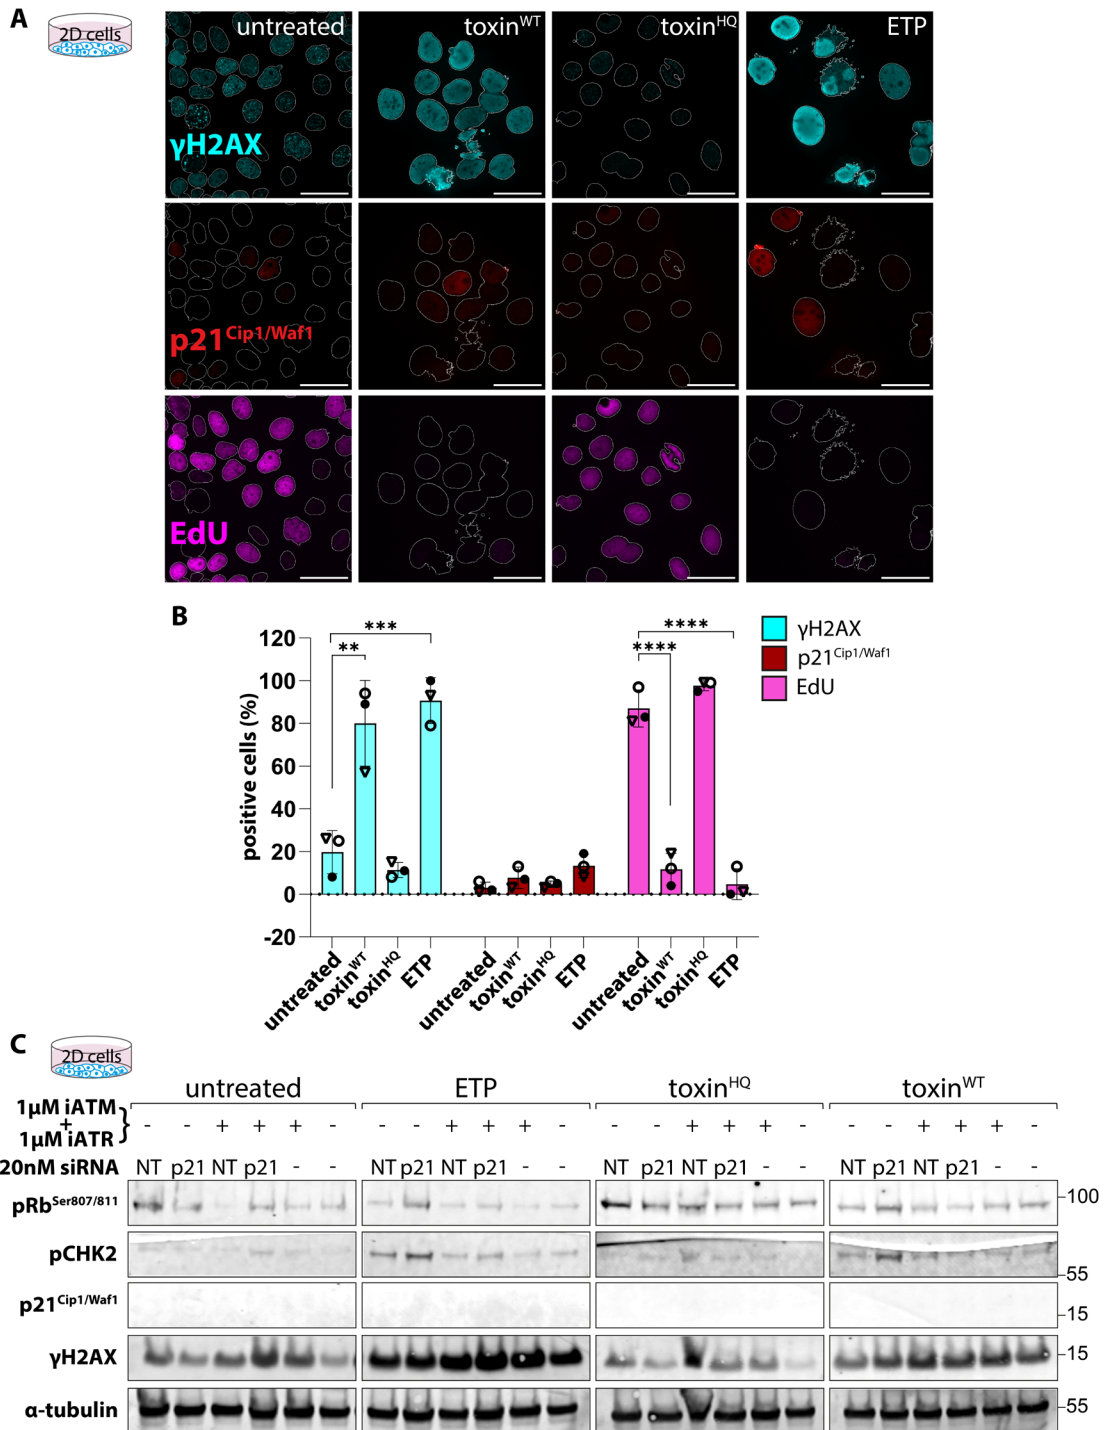 A
2D cells
untreated
toxinWT
toxinHQ
ETP
γH2AX
p21Cip1/Waf1
EdU
B
120
100
80
60
40
20
0
-20
positive cells (%)
** *** **** ****
γH2AX
p21Cip1/Waf1
EdU
untreated toxinWT toxinHQ ETP untreated toxinWT toxinHQ ETP untreated toxinWT toxinHQ ETP
C
2D cells
untreated ETP toxinHQ toxinWT
1μM iATM
+
1μM iATR
- - + + + - - - + + + - - - + + + - - - + + + -
20nM siRNA NT p21 NT p21 - - NT p21 NT p21 - - NT p21 NT p21 - - NT p21 NT p21 - -
pRbSer807/811 -100
pCHK2 -55
p21Cip1/Waf1 -15
γH2AX -15
α-tubulin -55